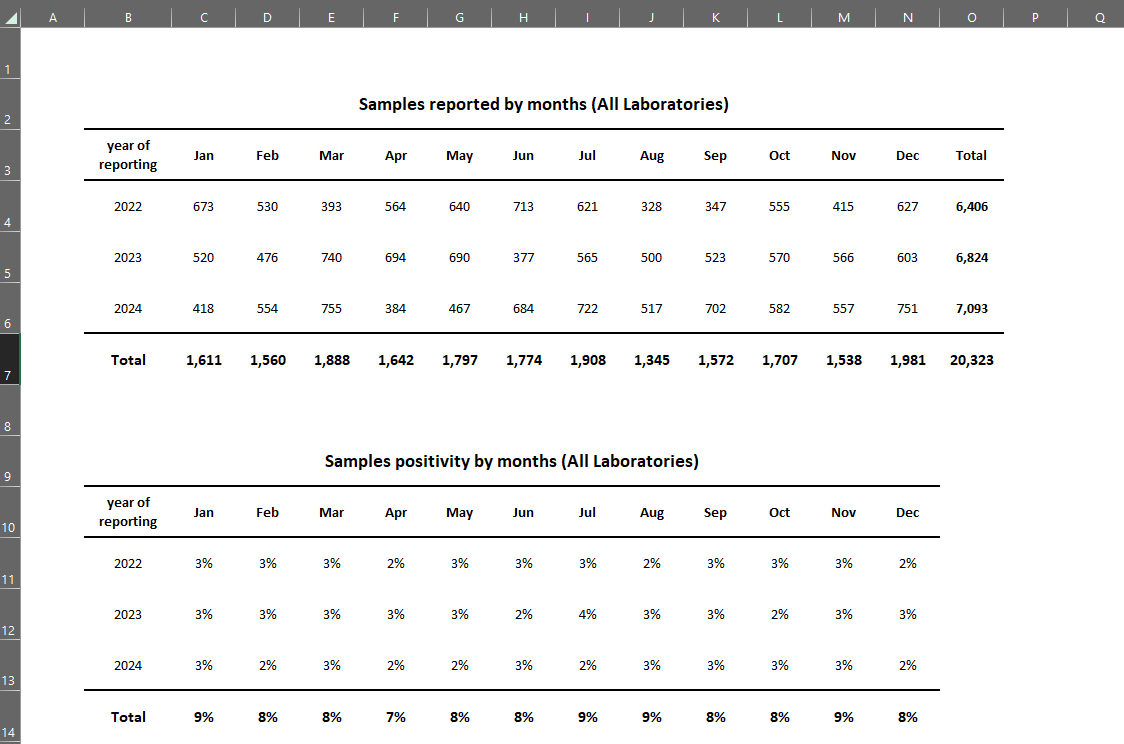 A B C D E F G H I J K L M N O P Q
1
Samples reported by months (All Laboratories)
2
year of
reporting Jan Feb Mar Apr May Jun Jul Aug Sep Oct Nov Dec Total
3
2022 673 530 393 564 640 713 621 328 347 555 415 627 6,406
4
2023 520 476 740 694 690 377 565 500 523 570 566 603 6,824
5
2024 418 554 755 384 467 684 722 517 702 582 557 751 7,093
6
Total 1,611 1,560 1,888 1,642 1,797 1,774 1,908 1,345 1,572 1,707 1,538 1,981 20,323
7
8
Samples positivity by months (All Laboratories)
9
year of
reporting Jan Feb Mar Apr May Jun Jul Aug Sep Oct Nov Dec
10
2022 3% 3% 3% 2% 3% 3% 3% 2% 3% 3% 3% 2%
11
2023 3% 3% 3% 3% 3% 2% 4% 3% 3% 2% 3% 3%
12
2024 3% 2% 3% 2% 2% 3% 2% 3% 3% 3% 3% 2%
13
Total 9% 8% 8% 7% 8% 8% 9% 9% 8% 8% 9% 8%
14